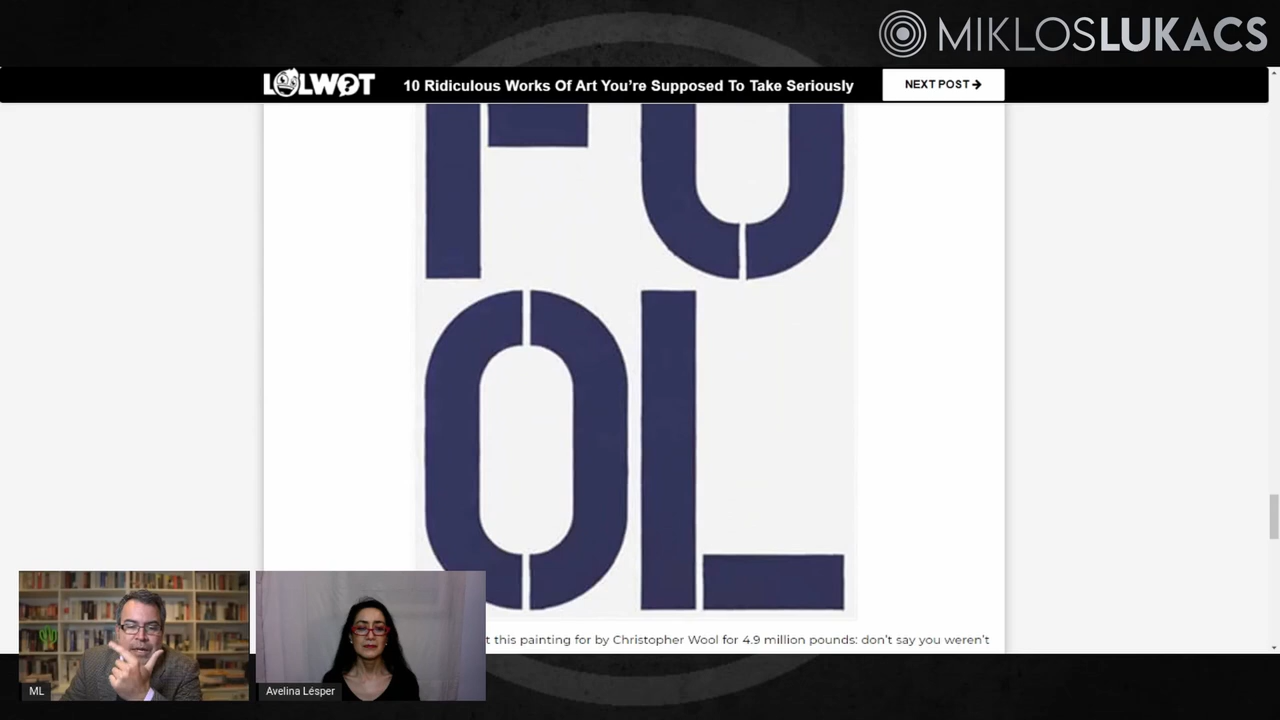 MIKLOSLUKACS
LOLWOT
10 Ridiculous Works Of Art You're Supposed To Take Seriously
NEXT POST→
FO
OL
t this painting for by Christopher Wool for 4.9 million pounds: don't say you weren't
ML
Avelina Lésper